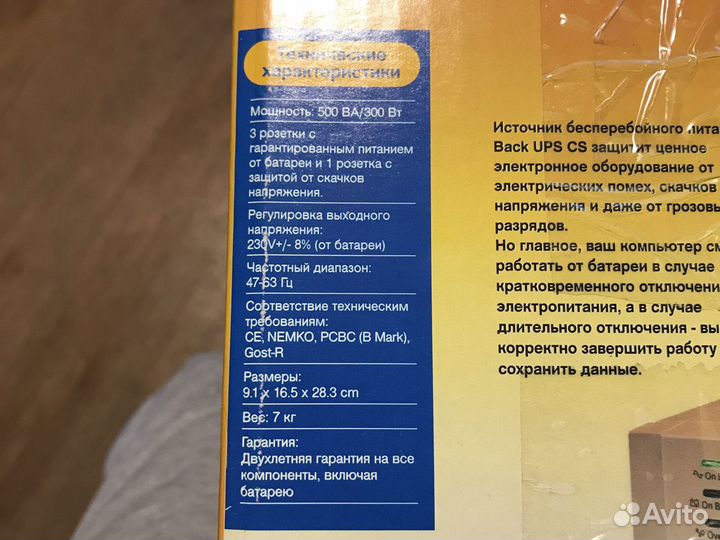 Технические
характеристики
Мощность: 500 ВА/300 Вт
3 розетки с
гарантированным питанием
от батареи и 1 розетка с
защитой от скачков
напряжения.
Регулировка выходного
напряжения:
230V+/- 8% (от батареи)
Частотный диапазон:
47-63 Гц
Соответствие техническим
требованиям:
CE, NEMKO, PCBC (B Mark),
Gost-R
Размеры:
9.1 x 16.5 x 28.3 cm
Вес: 7 кг
Гарантия:
Двухлетняя гарантия на все
компоненты, включая
батарею
Источник бесперебойного пита
Back UPS CS защитит ценное
электронное оборудование от
электрических помех, скачков
напряжения и даже от грозовы
разрядов.
Но главное, ваш компьютер см
работать от батареи в случае
кратковременного отключени
электропитания, а в случае
длительного отключения - вы
корректно завершить работу
сохранить данные.
On
On B
Ove
Avito